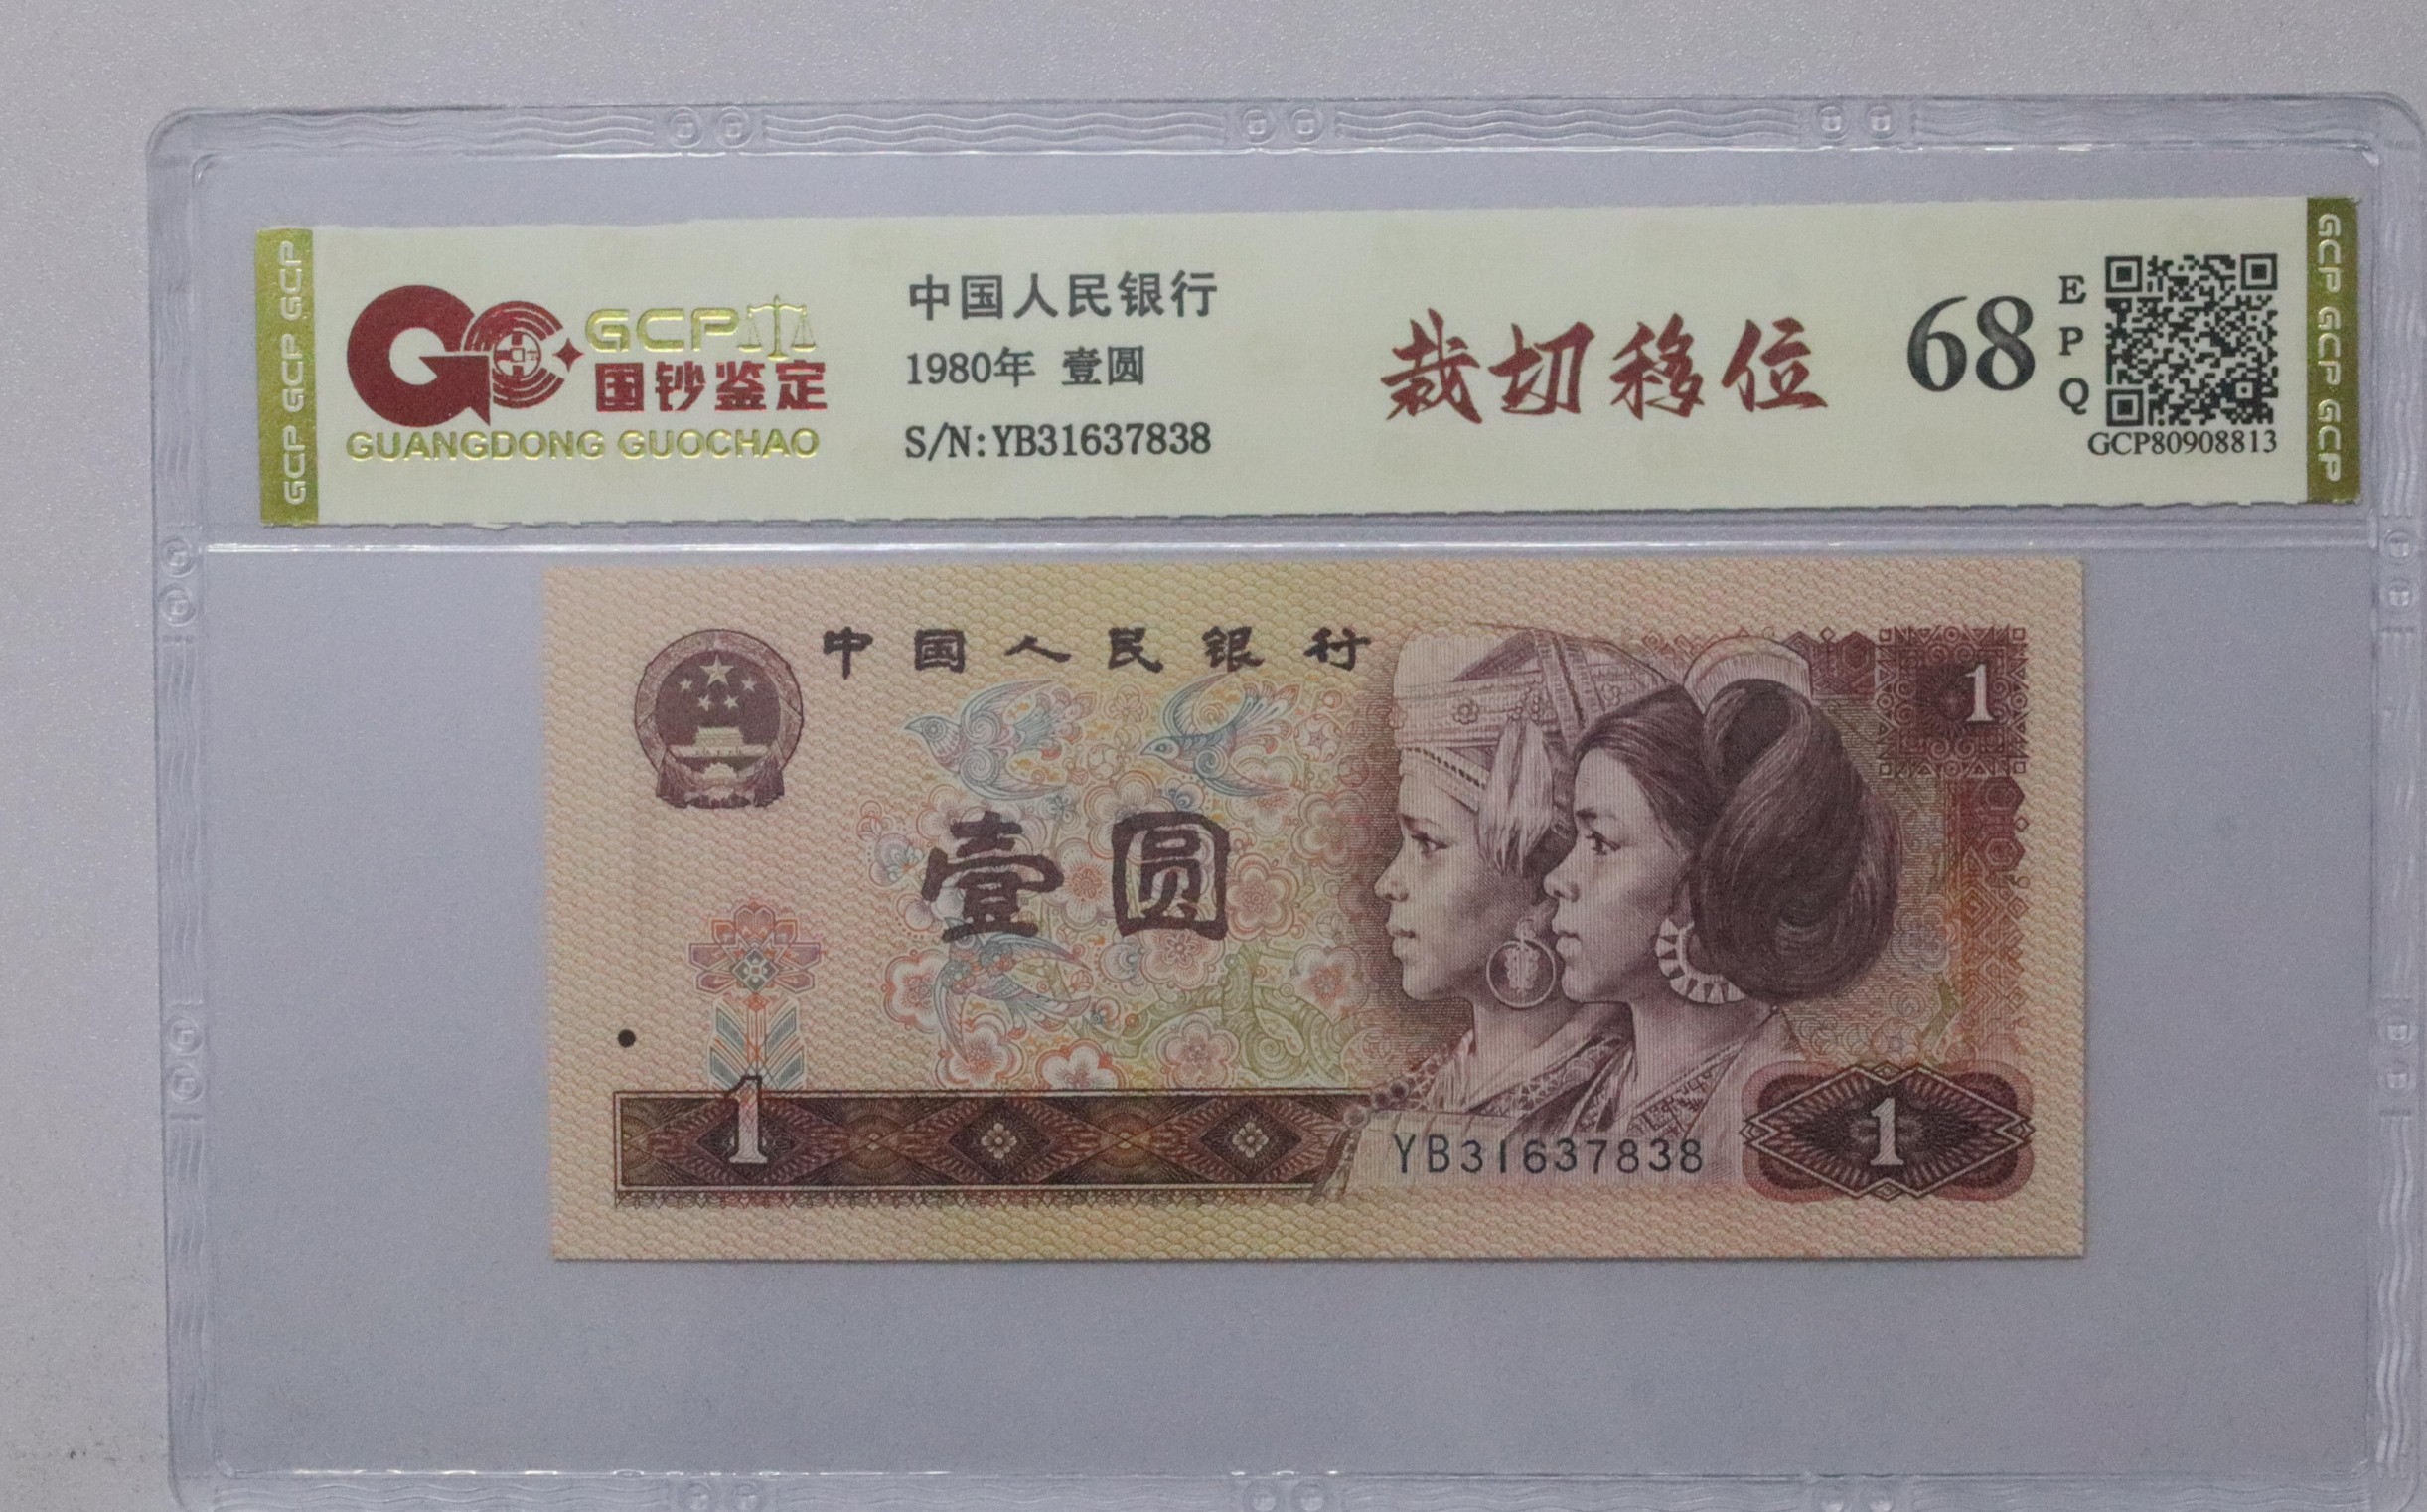 GCP GCP GCP
GCP
国钞鉴定
GUANGDONG GUOCHAO
中国人民银行
1980年 壹圆
S/N:YB31637838
裁切移位
68
E
P
Q
GCP80908813
GCP GCP GCP
中国人民银行
1
壹圆
1
YB31637838
1